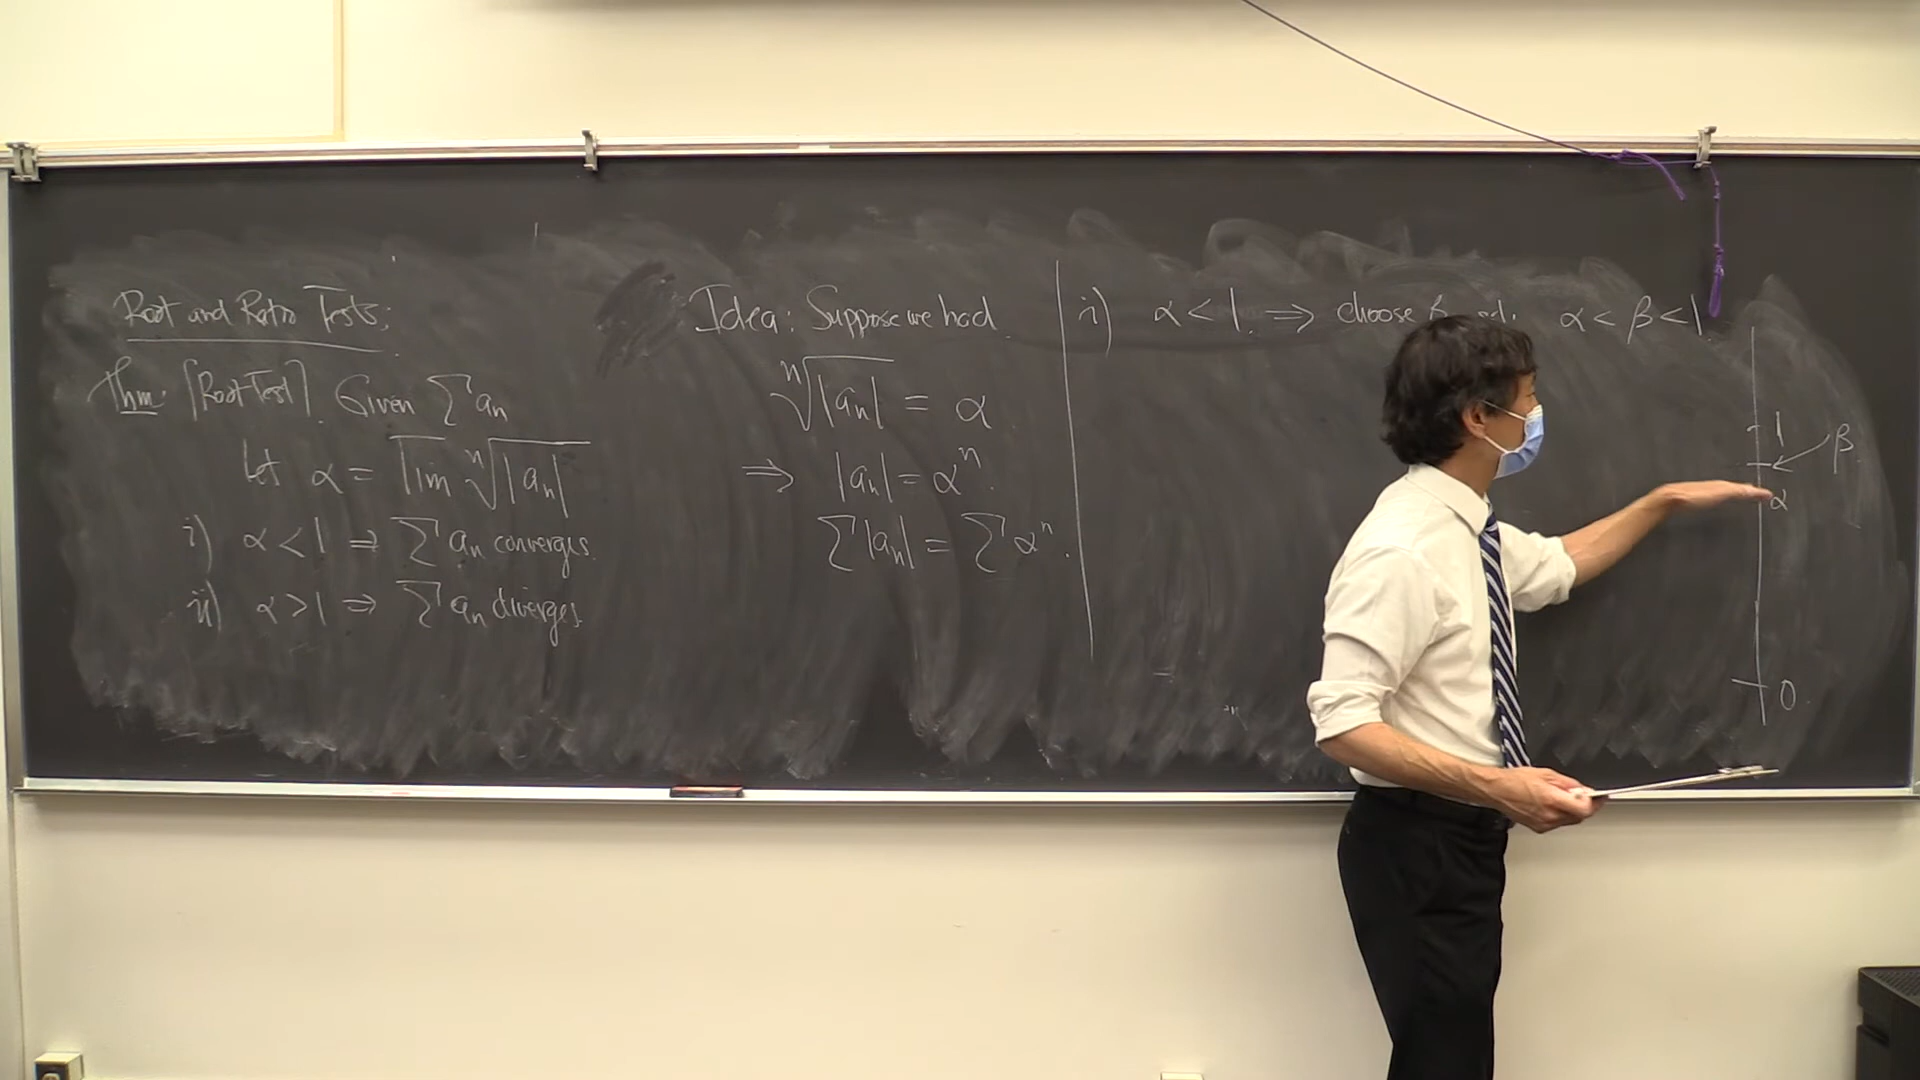 Root and Ratio Tests:
Thm: [Root Test]. Given ∑ aₙ
Let α = \overline{lim} ⁿ√|aₙ|
i) α < 1 ⇒ ∑ aₙ converges.
ii) α > 1 ⇒ ∑ aₙ diverges.
Idea: Suppose we had
ⁿ√|aₙ| = α
⇒ |aₙ| = αⁿ.
∑ |aₙ| = ∑ αⁿ.
i) α < 1. ⇒ choose β α < β < 1.
1
β
α
0.